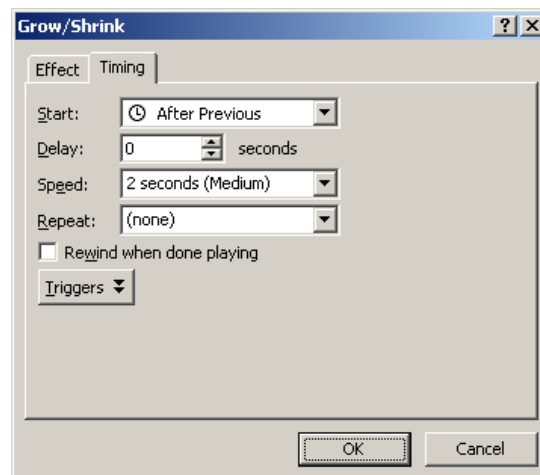 Grow/Shrink
Effect Timing
Start: After Previous
Delay: 0 seconds
Speed: 2 seconds (Medium)
Repeat: (none)
Rewind when done playing
Triggers
OK Cancel